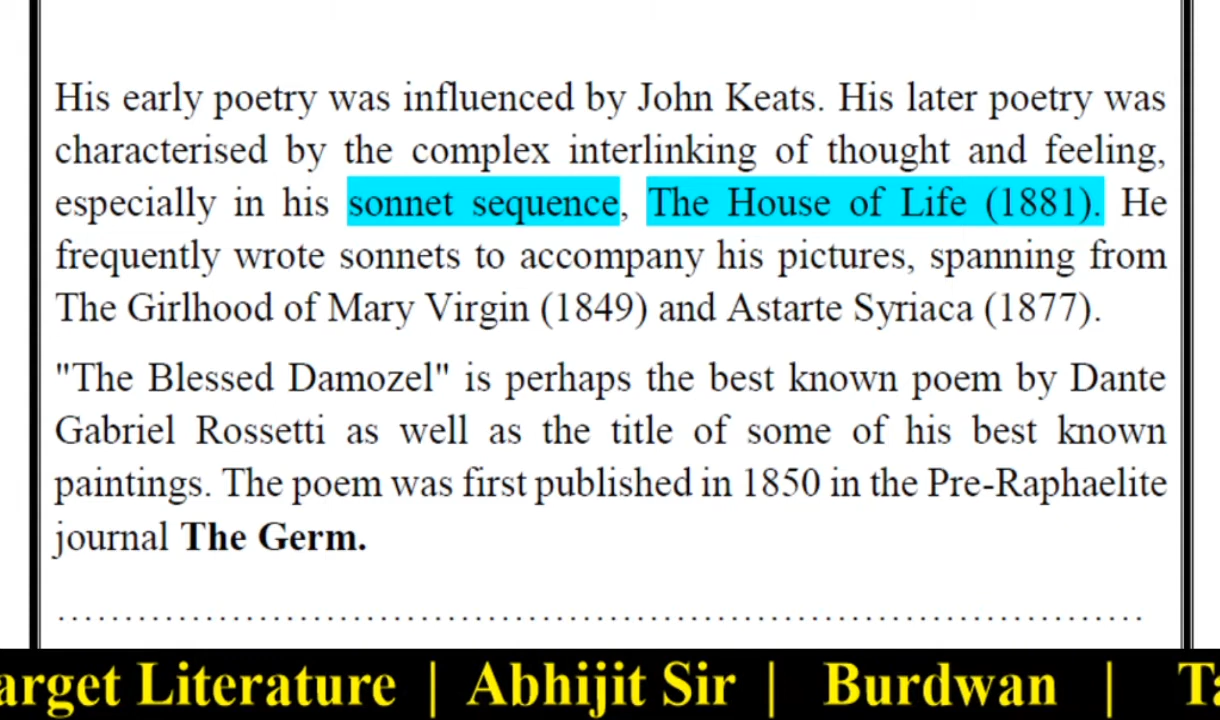 His early poetry was influenced by John Keats. His later poetry was
characterised by the complex interlinking of thought and feeling,
especially in his sonnet sequence, The House of Life (1881). He
frequently wrote sonnets to accompany his pictures, spanning from
The Girlhood of Mary Virgin (1849) and Astarte Syriaca (1877).
"The Blessed Damozel" is perhaps the best known poem by Dante
Gabriel Rossetti as well as the title of some of his best known
paintings. The poem was first published in 1850 in the Pre-Raphaelite
journal The Germ.
................................................................................
arget Literature | Abhijit Sir | Burdwan | Ta